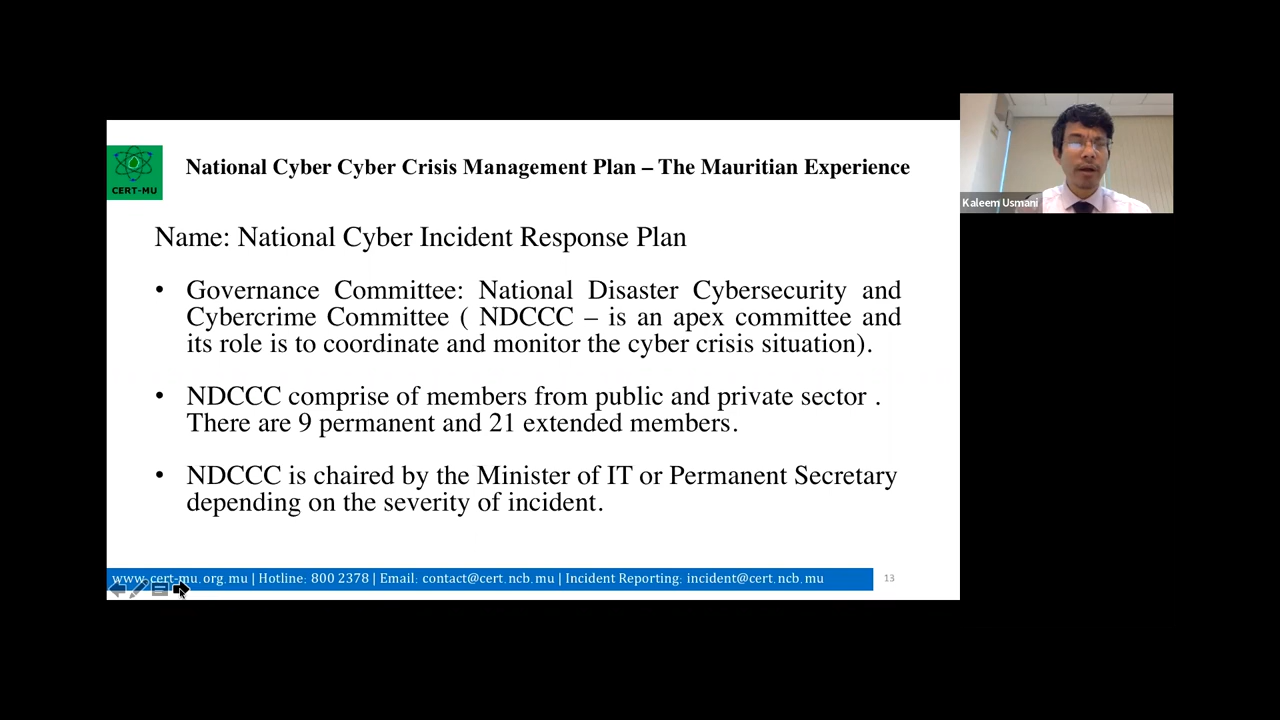 National Cyber Cyber Crisis Management Plan – The Mauritian Experience
CERT-MU
Kaleem Usmani
Name: National Cyber Incident Response Plan
• Governance Committee: National Disaster Cybersecurity and
Cybercrime Committee ( NDCCC – is an apex committee and
its role is to coordinate and monitor the cyber crisis situation).
• NDCCC comprise of members from public and private sector .
There are 9 permanent and 21 extended members.
• NDCCC is chaired by the Minister of IT or Permanent Secretary
depending on the severity of incident.
www.cert-mu.org.mu | Hotline: 800 2378 | Email: contact@cert.ncb.mu | Incident Reporting: incident@cert.ncb.mu
13